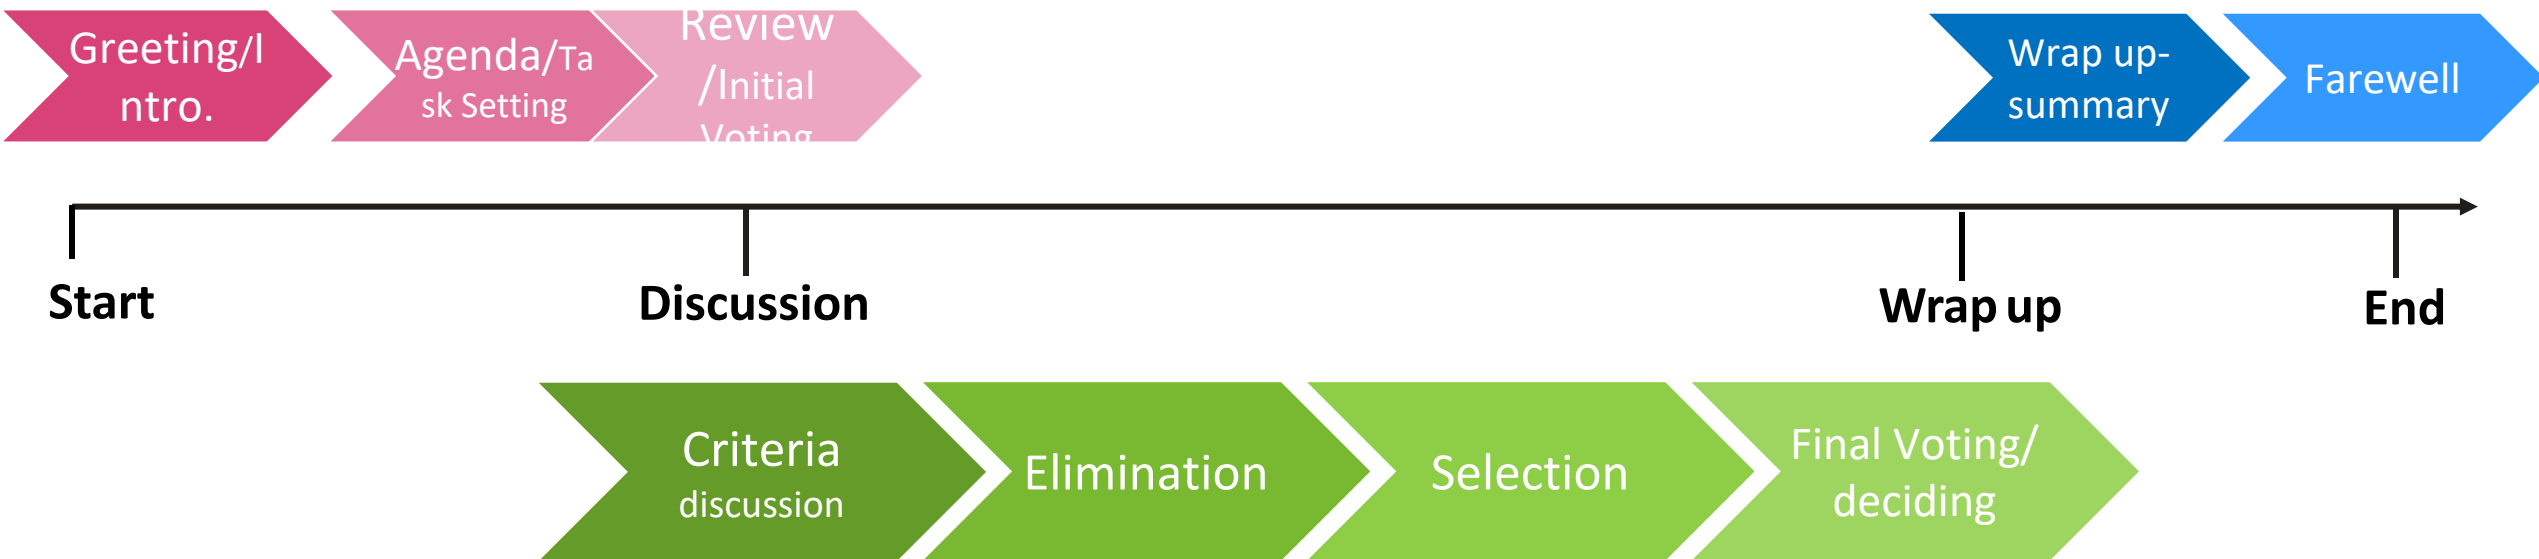 Greeting/I
ntro.
Agenda/Ta
sk Setting
Review
/Initial
Voting
Wrap up-
summary
Farewell
Start
Discussion
Wrap up
End
Criteria
discussion
Elimination
Selection
Final Voting/
deciding